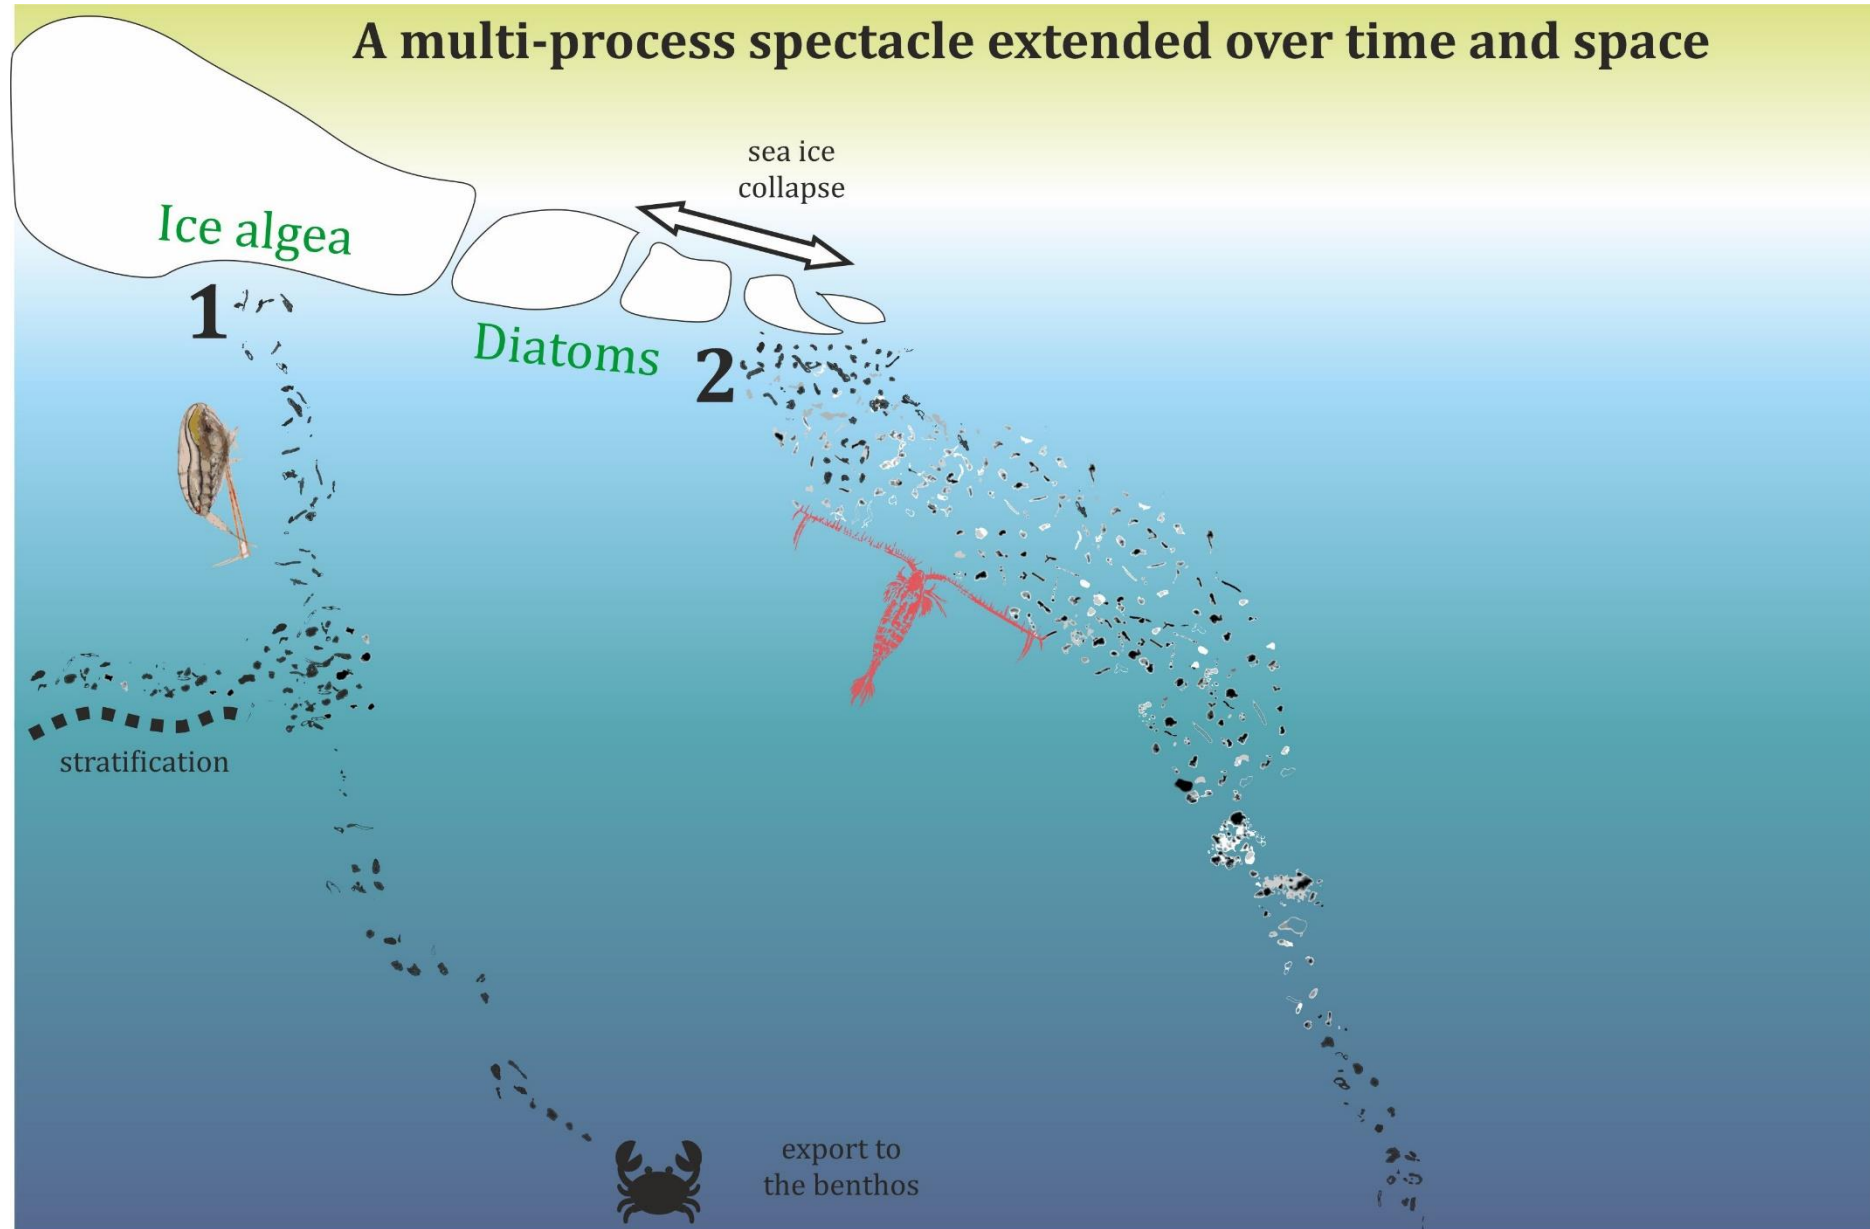 A multi-process spectacle extended over time and space
sea ice
collapse
Ice algea
1
Diatoms
2
stratification
export to
the benthos